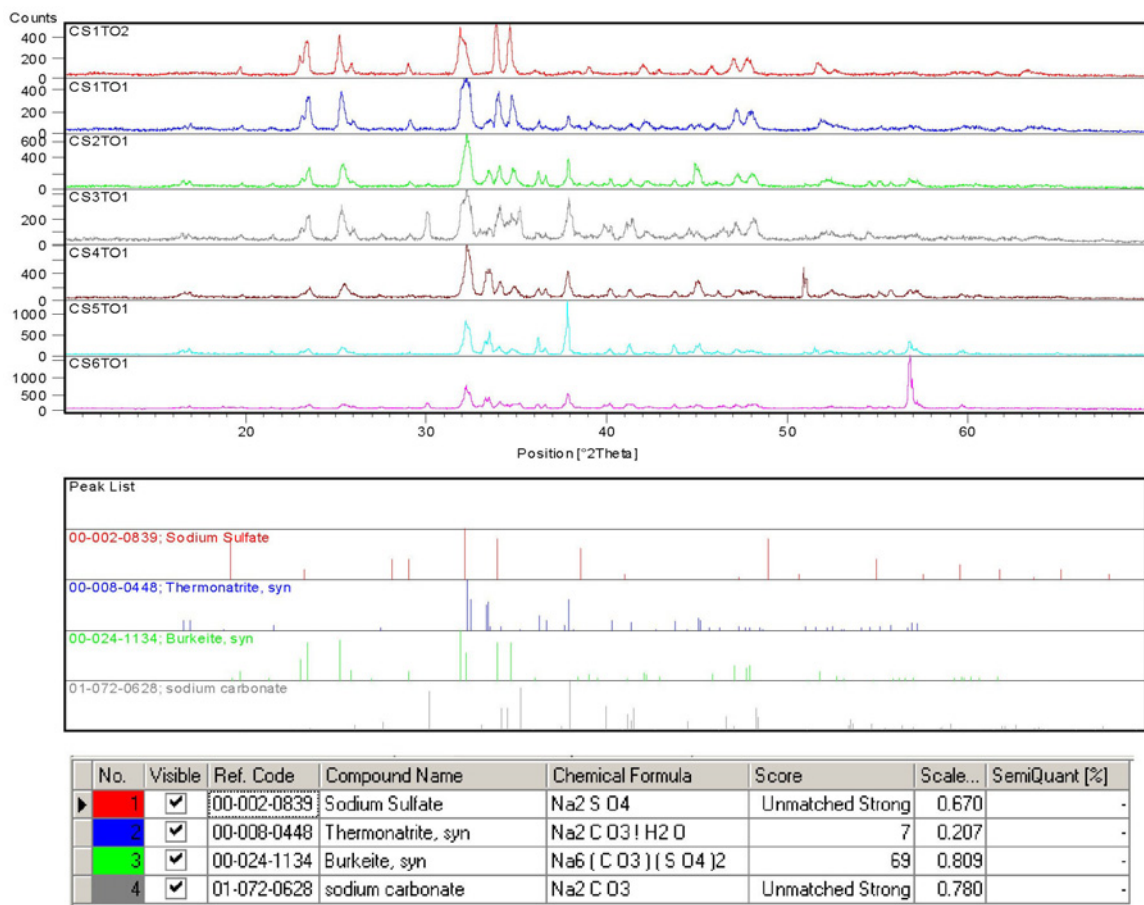 Counts
CS1TO2
400
200
0
CS1TO1
400
200
0
CS2TO1
600
400
0
CS3TO1
200
0
CS4TO1
400
0
CS5TO1
1000
500
0
CS6TO1
1000
500
0
20 30 40 50 60
Position [°2Theta]
Peak List
00-002-0839; Sodium Sulfate
00-008-0448; Thermonatrite, syn
00-024-1134; Burkeite, syn
01-072-0628; sodium carbonate
No. Visible Ref. Code Compound Name Chemical Formula Score Scale... SemiQuant [%]
1 00-002-0839 Sodium Sulfate Na2 S O4 Unmatched Strong 0.670 -
2 00-008-0448 Thermonatrite, syn Na2 C O3 ! H2 O 7 0.207 -
3 00-024-1134 Burkeite, syn Na6 ( C O3 ) ( S O4 )2 69 0.809 -
4 01-072-0628 sodium carbonate Na2 C O3 Unmatched Strong 0.780 -